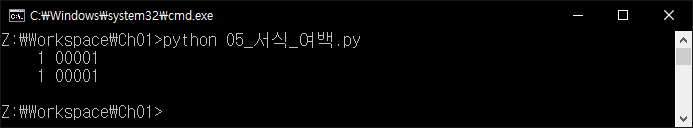 C:₩Windows₩system32₩cmd.exe
Z:₩Workspace₩Ch01>python 05_서식_여백.py
    1 00001
    1 00001
Z:₩Workspace₩Ch01>